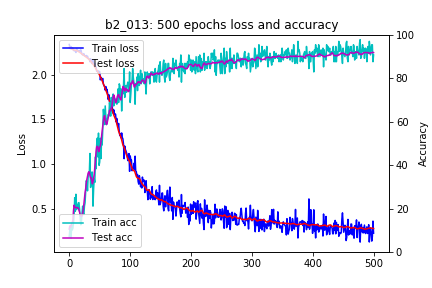 b2_013: 500 epochs loss and accuracy
Train loss
Test loss
Train acc
Test acc
Loss
2.0
1.5
1.0
0.5
Accuracy
100
80
60
40
20
0
0
100
200
300
400
500